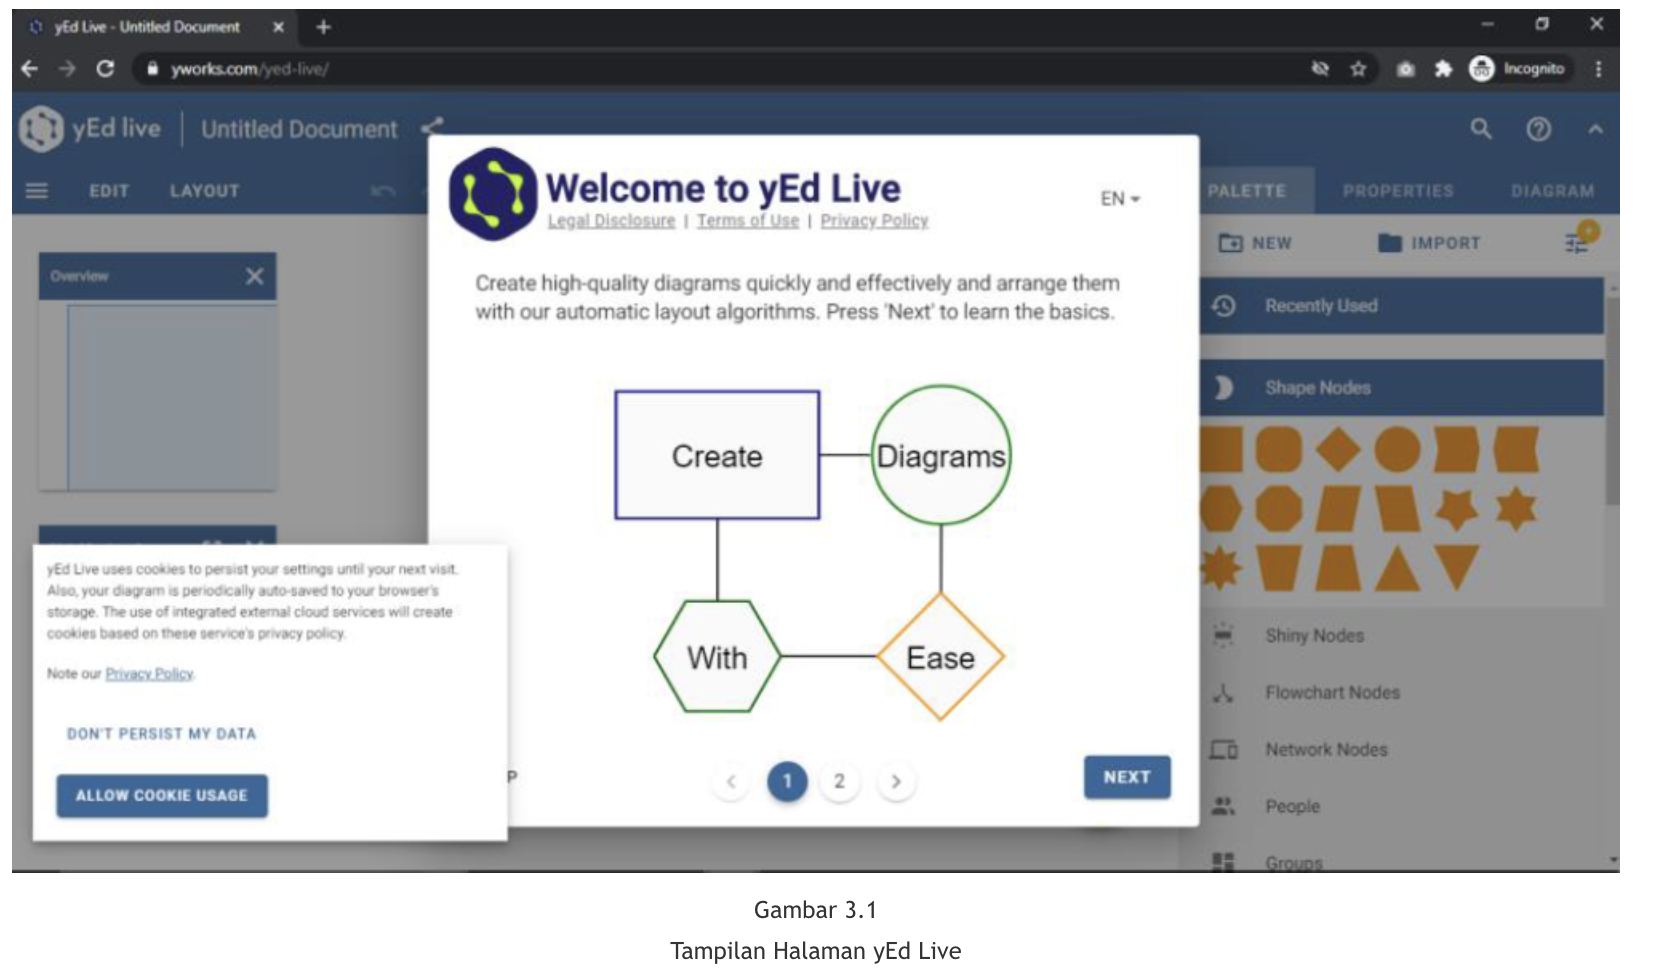 yEd Live - Untitled Document
yworks.com/yed-live/
Incognito
yEd live
Untitled Document
EDIT
LAYOUT
PALETTE
PROPERTIES
DIAGRAM
NEW
IMPORT
Overview
Welcome to yEd Live
Legal Disclosure | Terms of Use | Privacy Policy
EN
Create high-quality diagrams quickly and effectively and arrange them
with our automatic layout algorithms. Press 'Next' to learn the basics.
Create
Diagrams
With
Ease
P
1
2
NEXT
yEd Live uses cookies to persist your settings until your next visit.
Also, your diagram is periodically auto-saved to your browser's
storage. The use of integrated external cloud services will create
cookies based on these service's privacy policy.
Note our Privacy Policy.
DON'T PERSIST MY DATA
ALLOW COOKIE USAGE
Recently Used
Shape Nodes
Shiny Nodes
Flowchart Nodes
Network Nodes
People
Groups
Gambar 3.1
Tampilan Halaman yEd Live